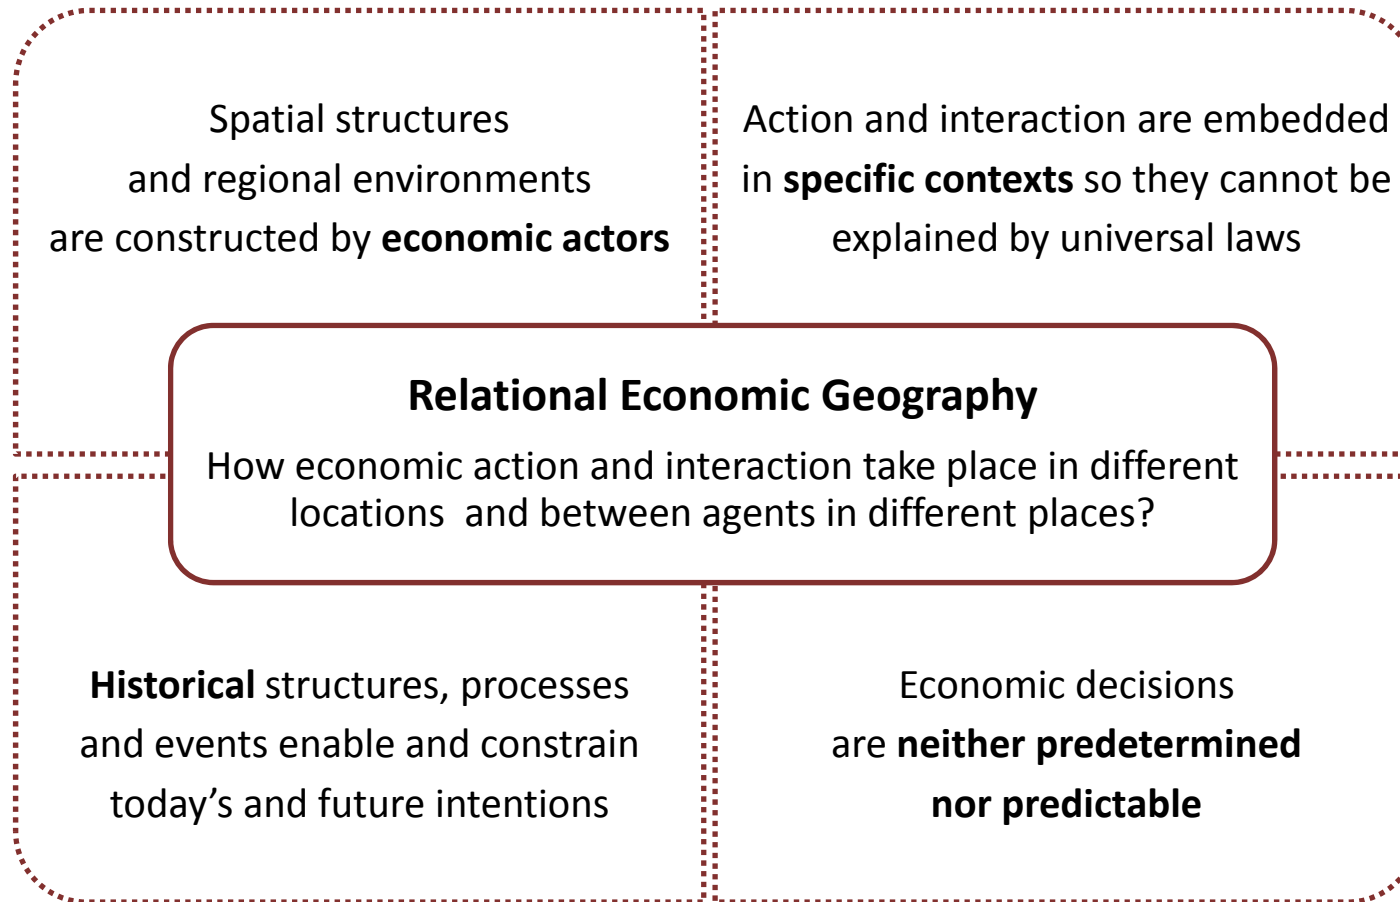 Spatial structures
and regional environments
are constructed by economic actors
Action and interaction are embedded
in specific contexts so they cannot be
explained by universal laws
Relational Economic Geography
How economic action and interaction take place in different
locations  and between agents in different places?
Historical structures, processes
and events enable and constrain
today’s and future intentions
Economic decisions
are neither predetermined
nor predictable